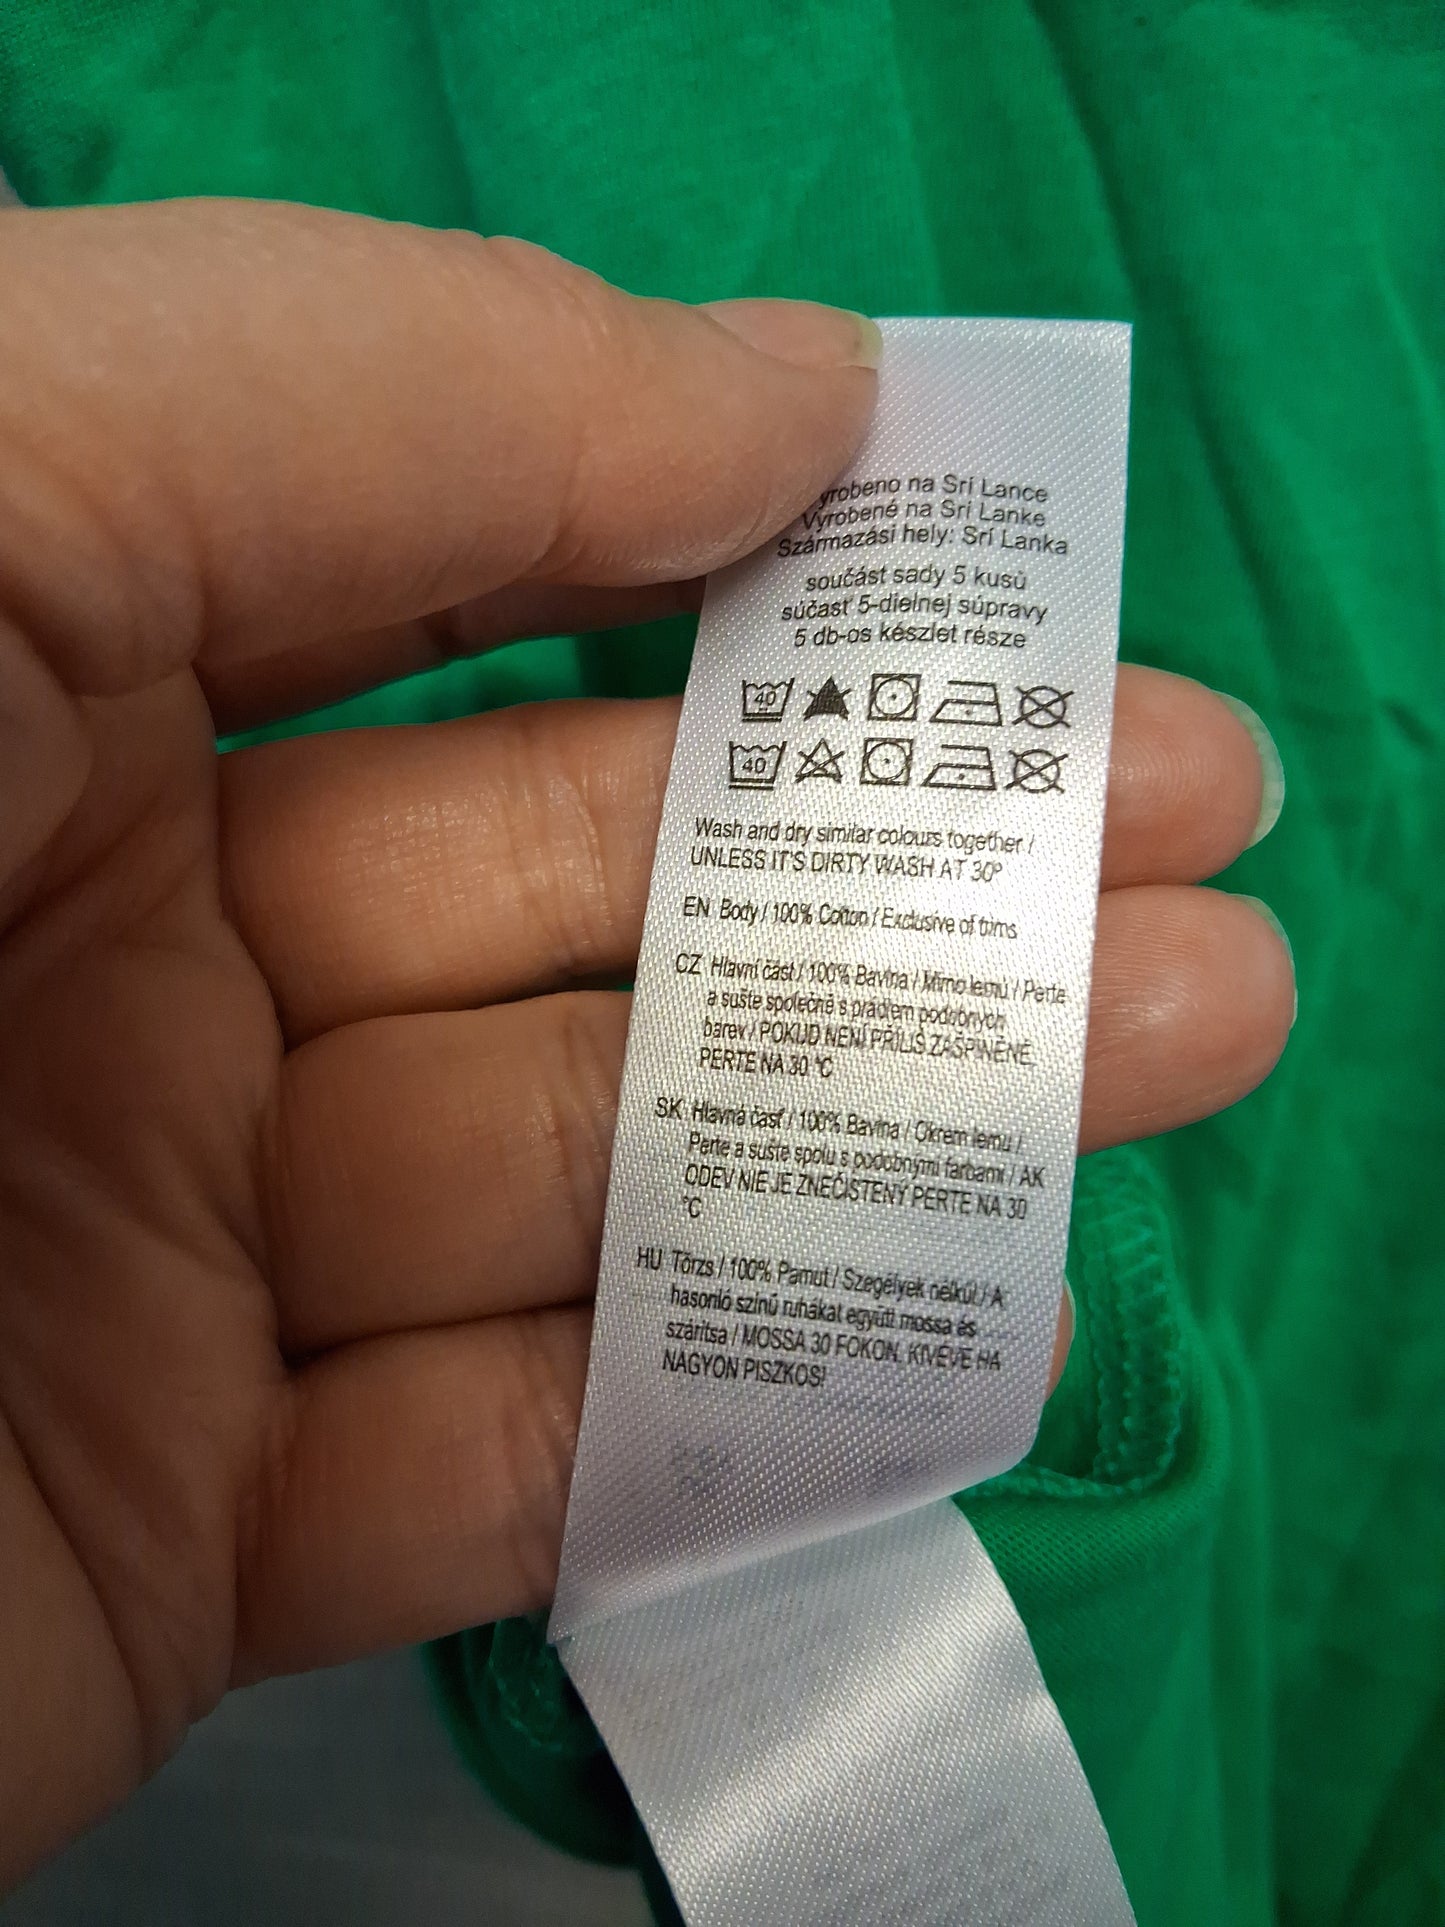 yrobeno na Srí Lance
Vyrobené na Srí Lanke
Származási hely: Srí Lanka
součást sady 5 kusů
súčasť 5-dielnej súpravy
5 db-os készlet része
40
40
Wash and dry similar colours together /
UNLESS IT'S DIRTY WASH AT 30º
EN Body / 100% Cotton / Exclusive of trims
CZ Hlavní část / 100% Bavlna / Mimo lemu / Perte
a sušte společně s prádlem podobných
barev / POKUD NENÍ PŘÍLIŠ ZAŠPINĚNÉ,
PERTE NA 30 °C
SK Hlavná časť / 100% Bavlna / Okrem lemu /
Perte a sušte spolu s podobnými farbami / AK
ODEV NIE JE ZNEČISTENÝ PERTE NA 30
°C
HU Törzs / 100% Pamut / Szegélyek nélkül / A
hasonló színű ruhákat együtt mossa és
szárítsa / MOSSA 30 FOKON. KIVÉVE HA
NAGYON PISZKOS!